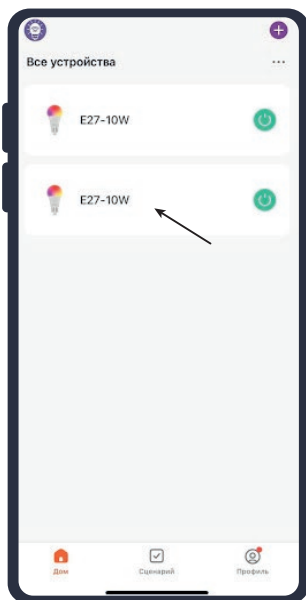 Все устройства
E27-10W
E27-10W
Дом
Сценарий
Профиль